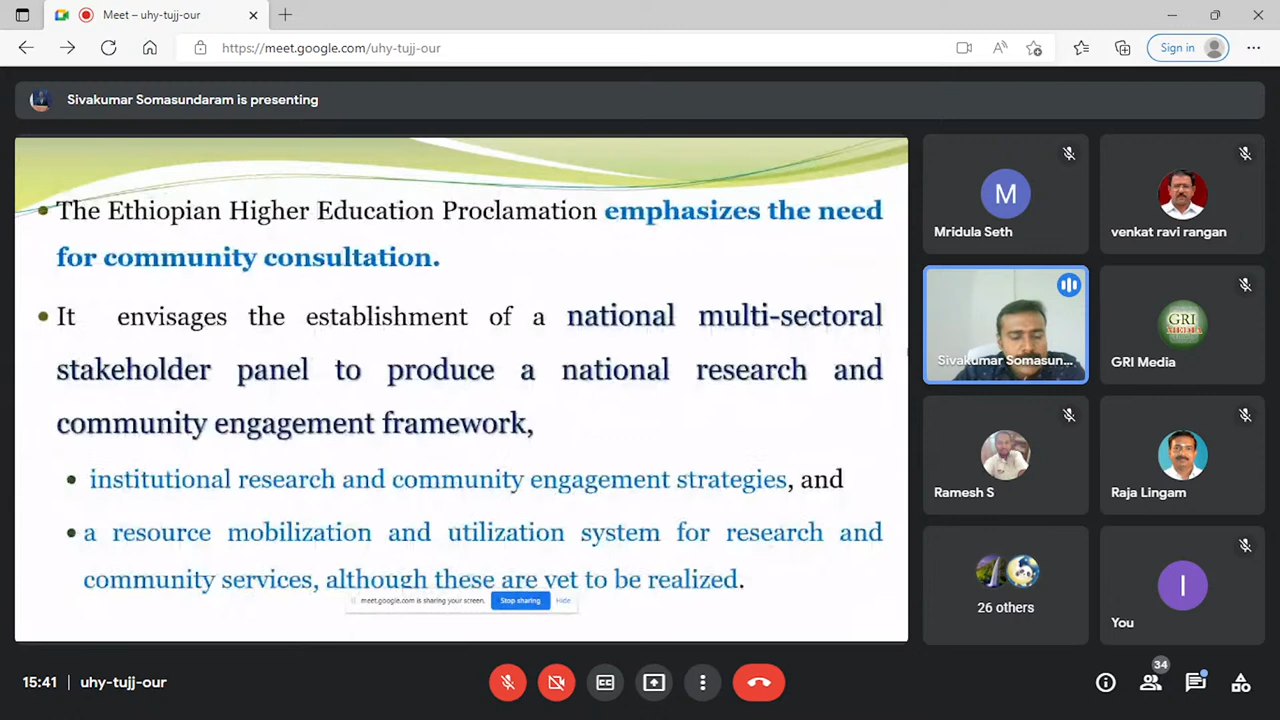 Meet – uhy-tujj-our
https://meet.google.com/uhy-tujj-our
Sign in
Sivakumar Somasundaram is presenting
The Ethiopian Higher Education Proclamation emphasizes the need
for community consultation.
It envisages the establishment of a national multi-sectoral
stakeholder panel to produce a national research and
community engagement framework,
institutional research and community engagement strategies, and
a resource mobilization and utilization system for research and
community services, although these are yet to be realized.
meet.google.com is sharing your screen. Stop sharing Hide
M
Mridula Seth
venkat ravi rangan
Sivakumar Somasun...
GRI
MEDIA
GRI Media
Ramesh S
Raja Lingam
26 others
I
You
15:41 | uhy-tujj-our
CC
34